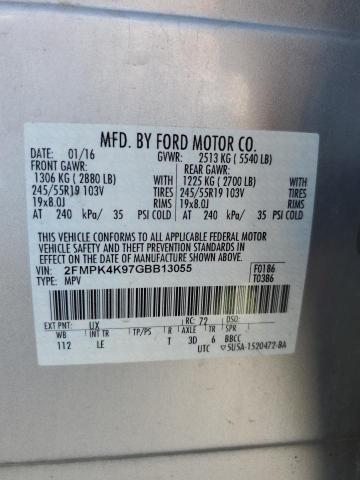 MFD. BY FORD MOTOR CO.
DATE: 01/16 GVWR: 2513 KG ( 5540 LB)
FRONT GAWR: REAR GAWR:
1306 KG ( 2880 LB) 1225 KG ( 2700 LB)
245/55R19 103V TIRES 245/55R19 103V TIRES
19x8.0J RIMS 19x8.0J RIMS
AT 240 kPa/ 35 PSI COLD AT 240 kPa/ 35 PSI COLD
THIS VEHICLE CONFORMS TO ALL APPLICABLE FEDERAL MOTOR
VEHICLE SAFETY AND THEFT PREVENTION STANDARDS IN EFFECT
ON THE DATE OF MANUFACTURE SHOWN ABOVE.
VIN: 2FMPK4K97GBB13055 F0186
TYPE: MPV T0386
EXT PNT: UX RC: 72 DSO:
WB INT TR TP/PS R AXLE TR SPR
112 LE T 3D 6 BBCC
UTC 5U5A-1520472-BA